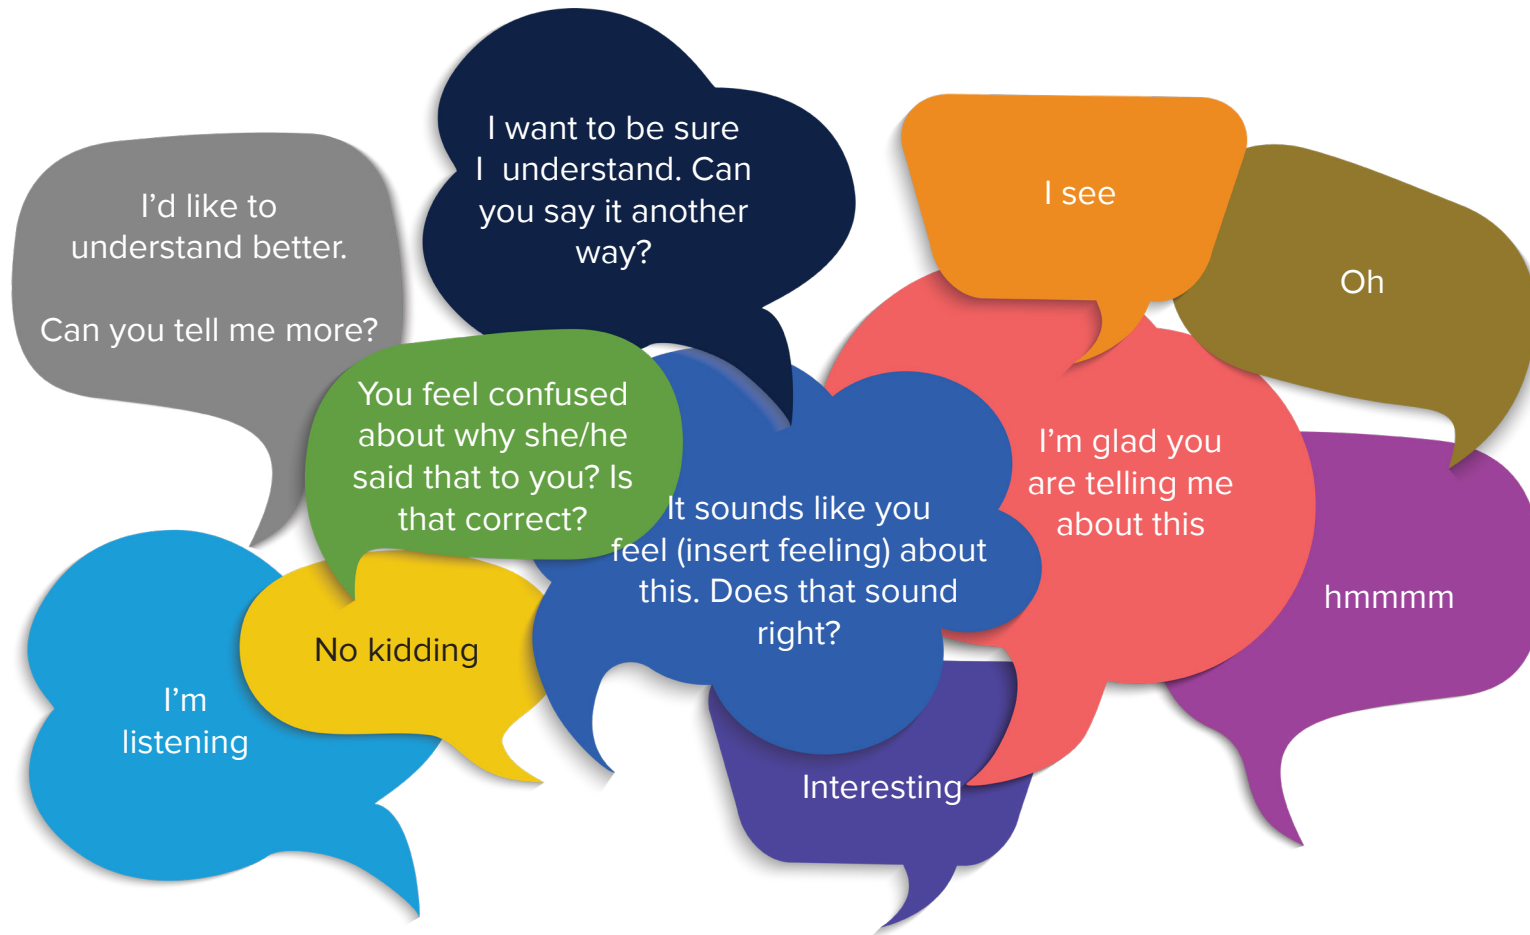 I’d like to
understand better.
Can you tell me more?
I want to be sure
I  understand. Can
you say it another
way?
I see
Oh
You feel confused
about why she/he
said that to you? Is
that correct?
It sounds like you
feel (insert feeling) about
this. Does that sound
right?
I’m glad you
are telling me
about this
hmmmm
No kidding
I’m
listening
Interesting